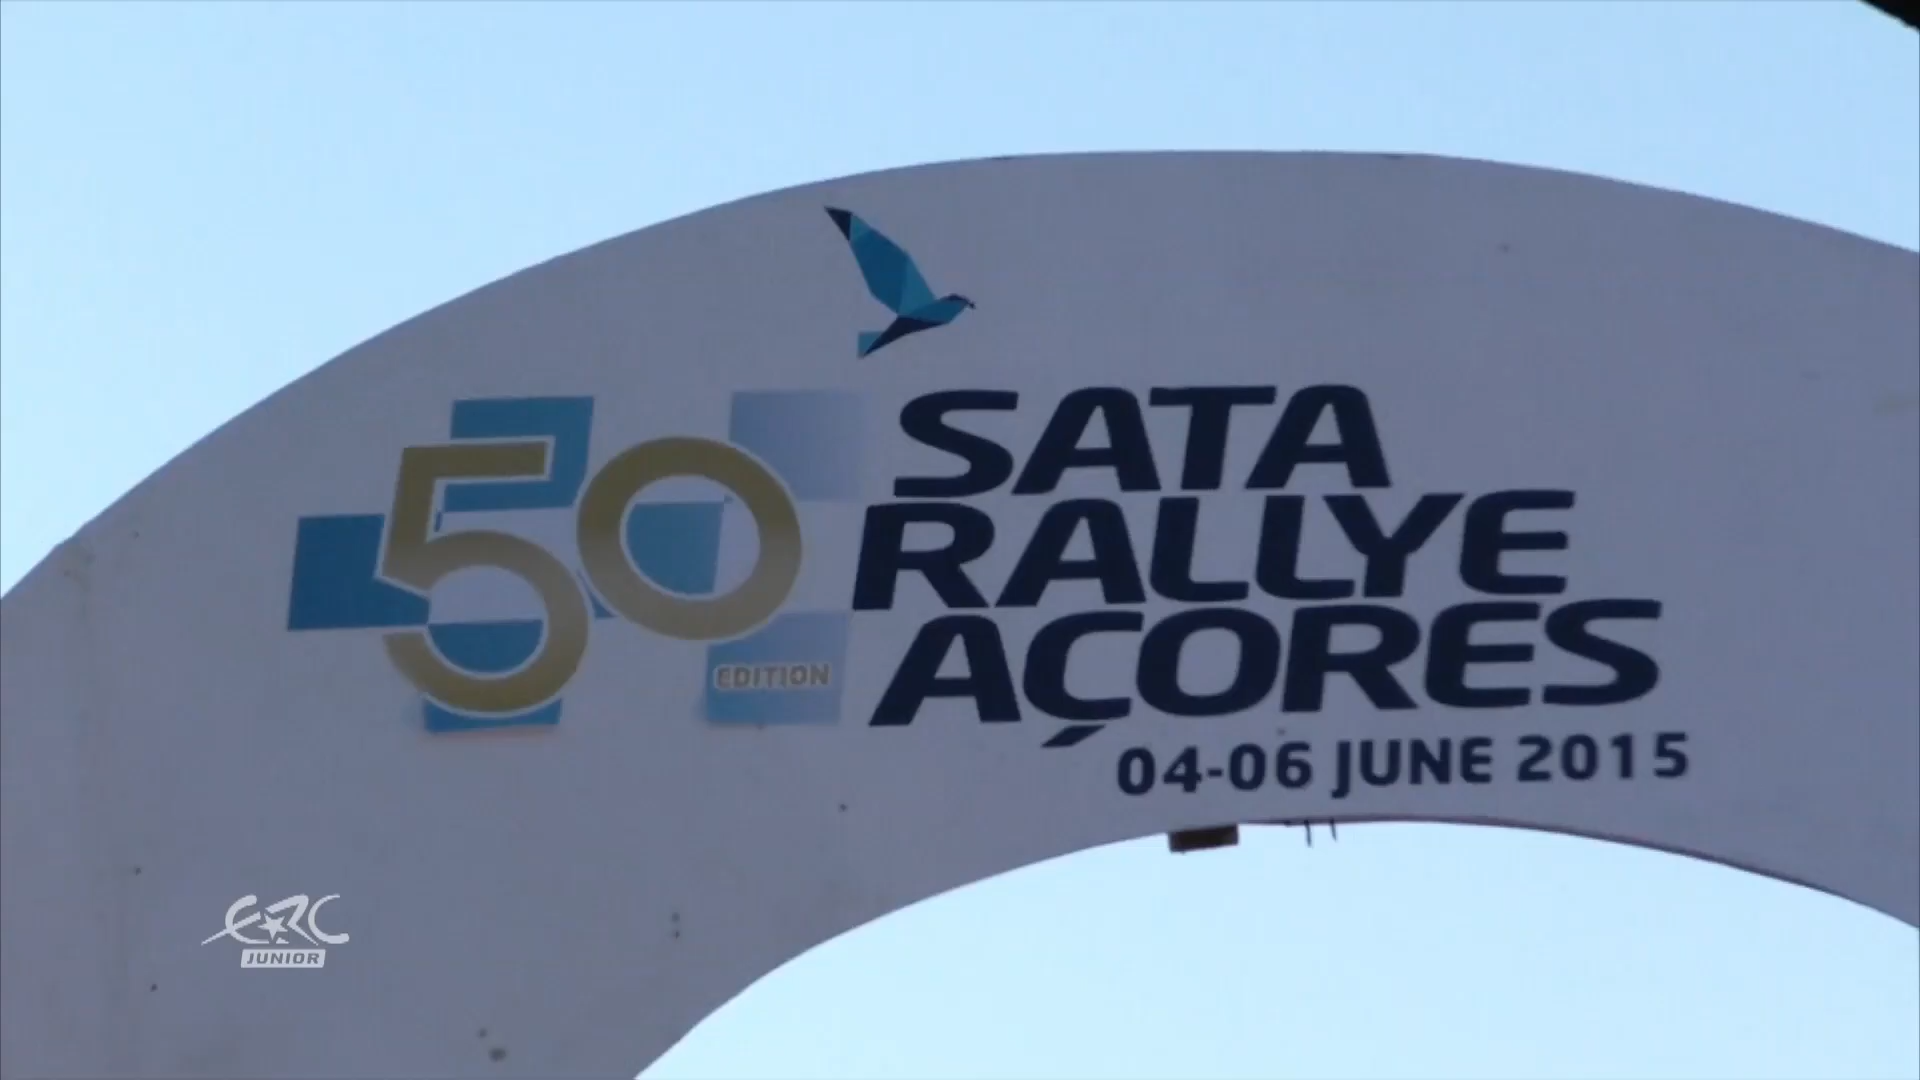 50
EDITION
SATA
RALLYE
AÇORES
04-06 JUNE 2015
ERC
JUNIOR